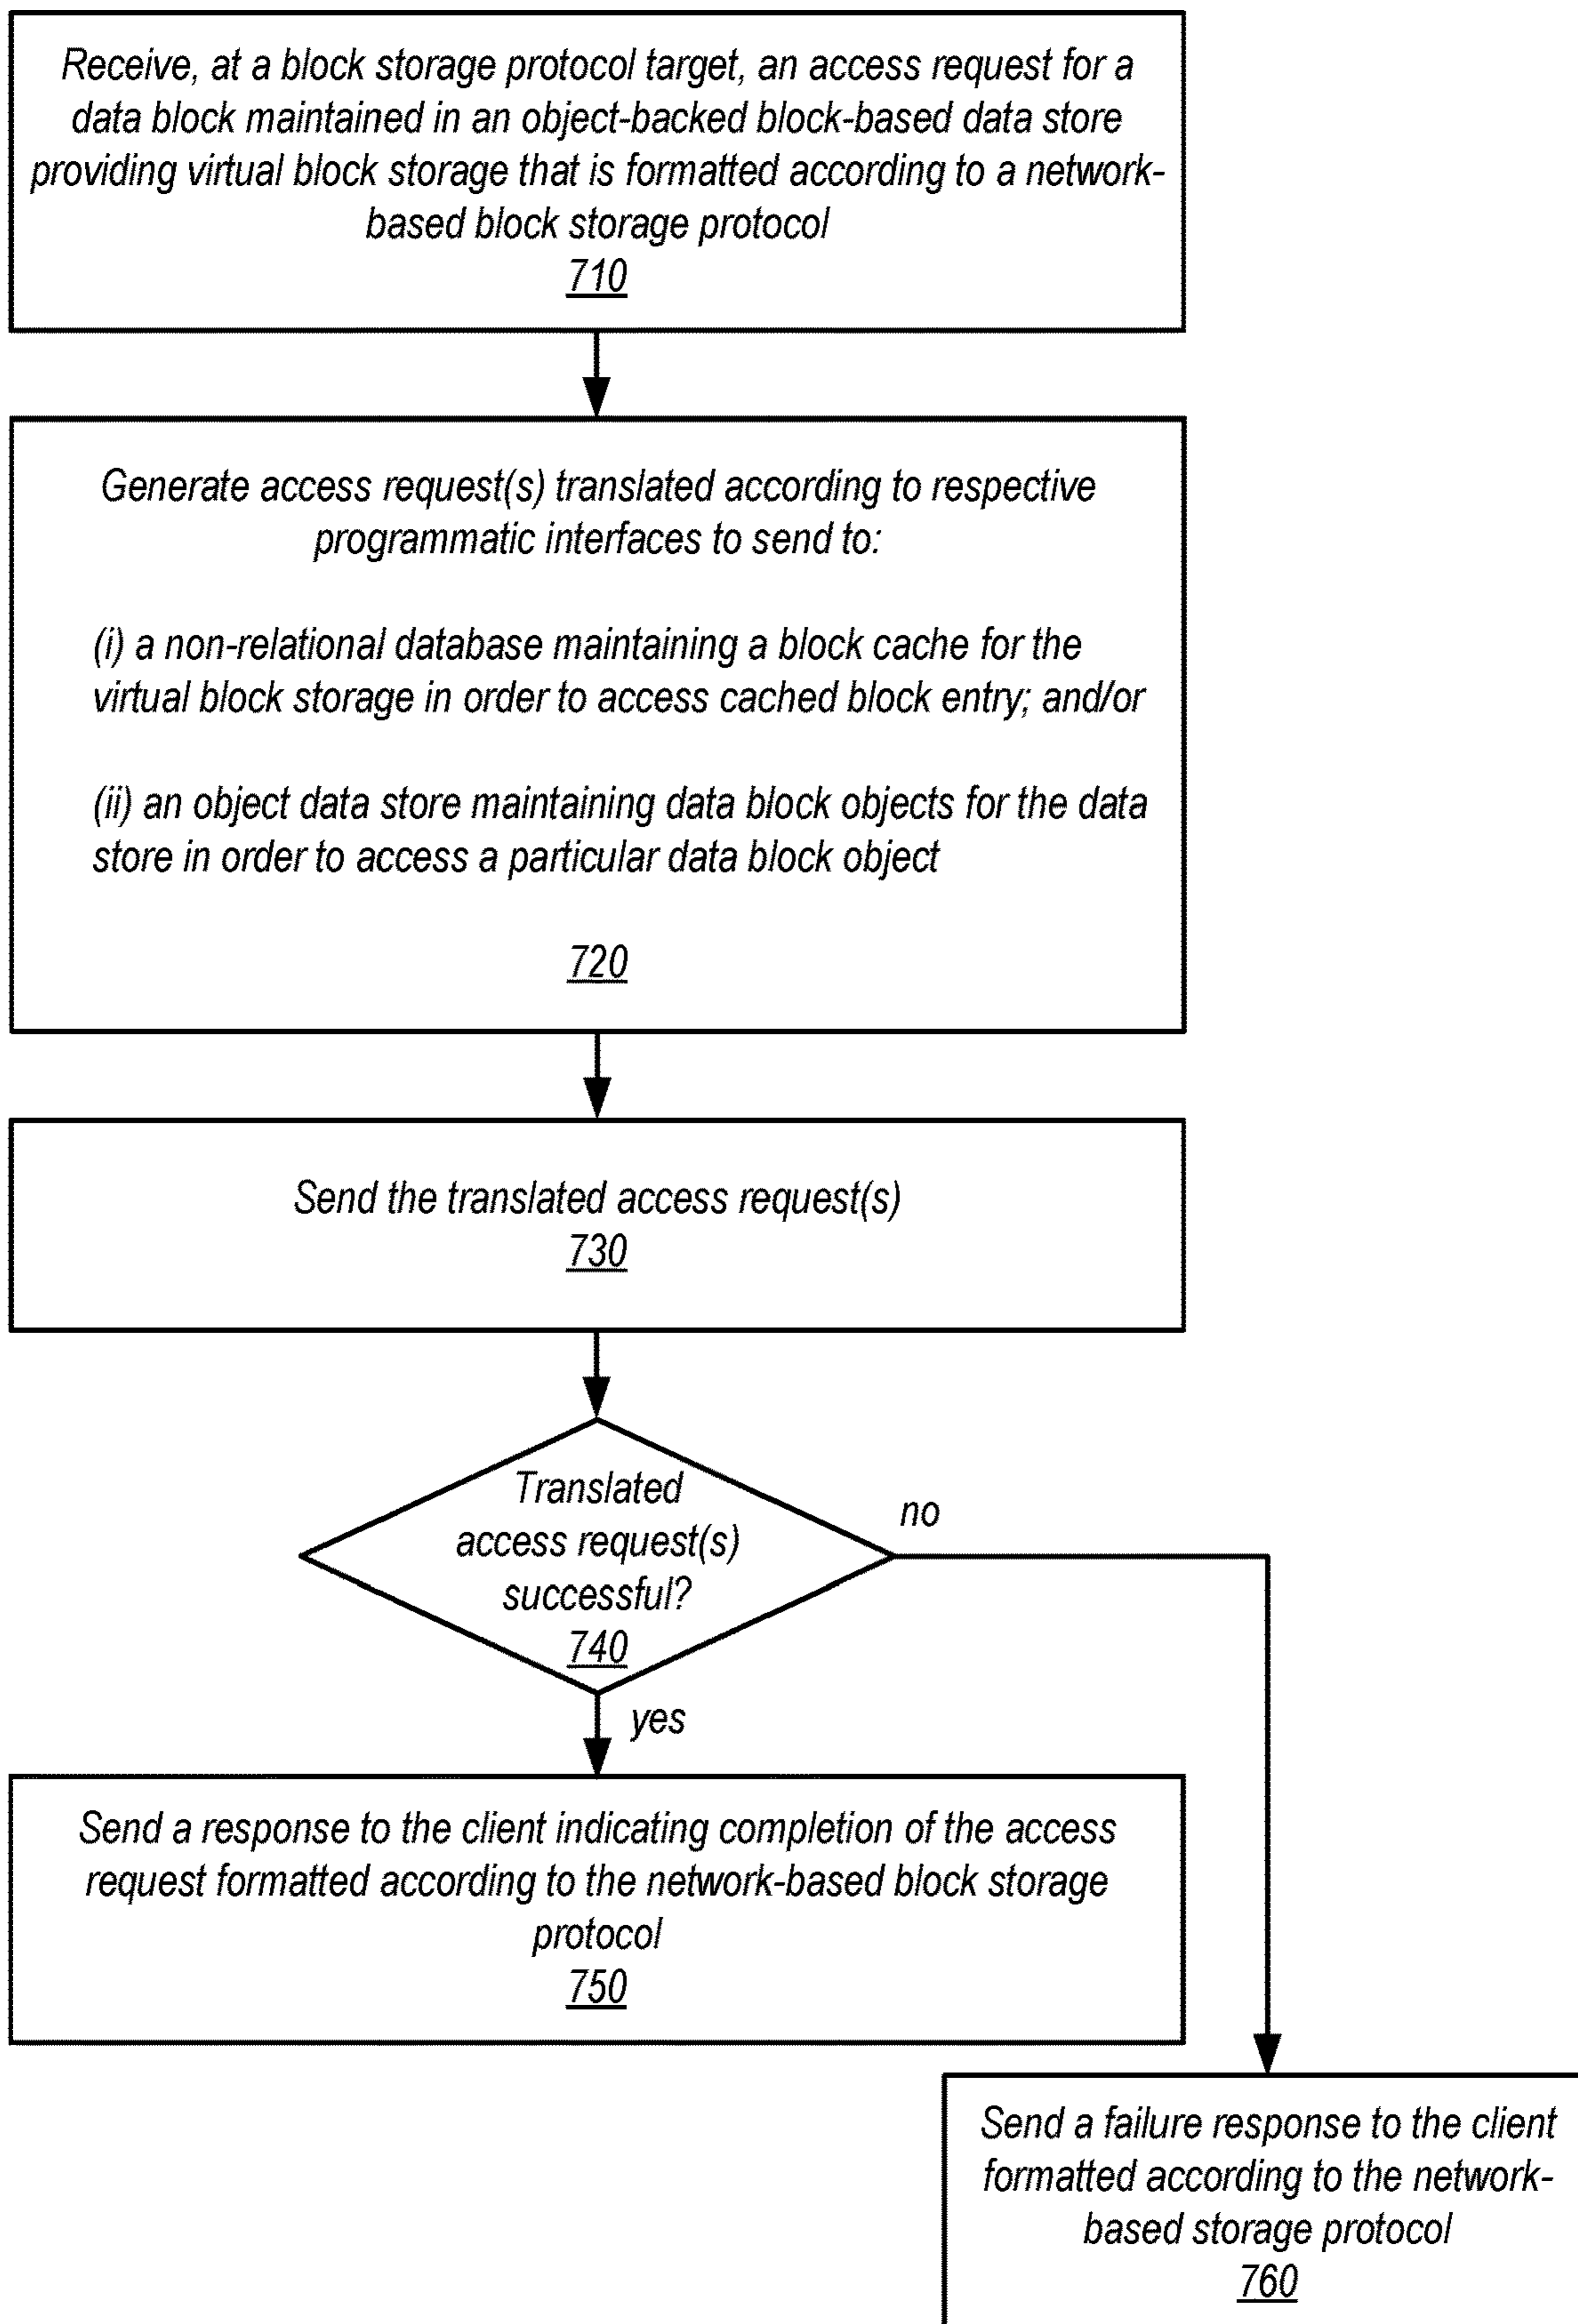 Receive, at a block storage protocol target, an access request for a
data block maintained in an object-backed block-based data store
providing virtual block storage that is formatted according to a network-
based block storage protocol
710
Generate access request(s) translated according to respective
programmatic interfaces to send to:
(i) a non-relational database maintaining a block cache for the
virtual block storage in order to access cached block entry; and/or
(ii) an object data store maintaining data block objects for the data
store in order to access a particular data block object
720
Send the translated access request(s)
730
Translated
access request(s)
successful?
740
no
yes
Send a response to the client indicating completion of the access
request formatted according to the network-based block storage
protocol
750
Send a failure response to the client
formatted according to the network-
based storage protocol
760